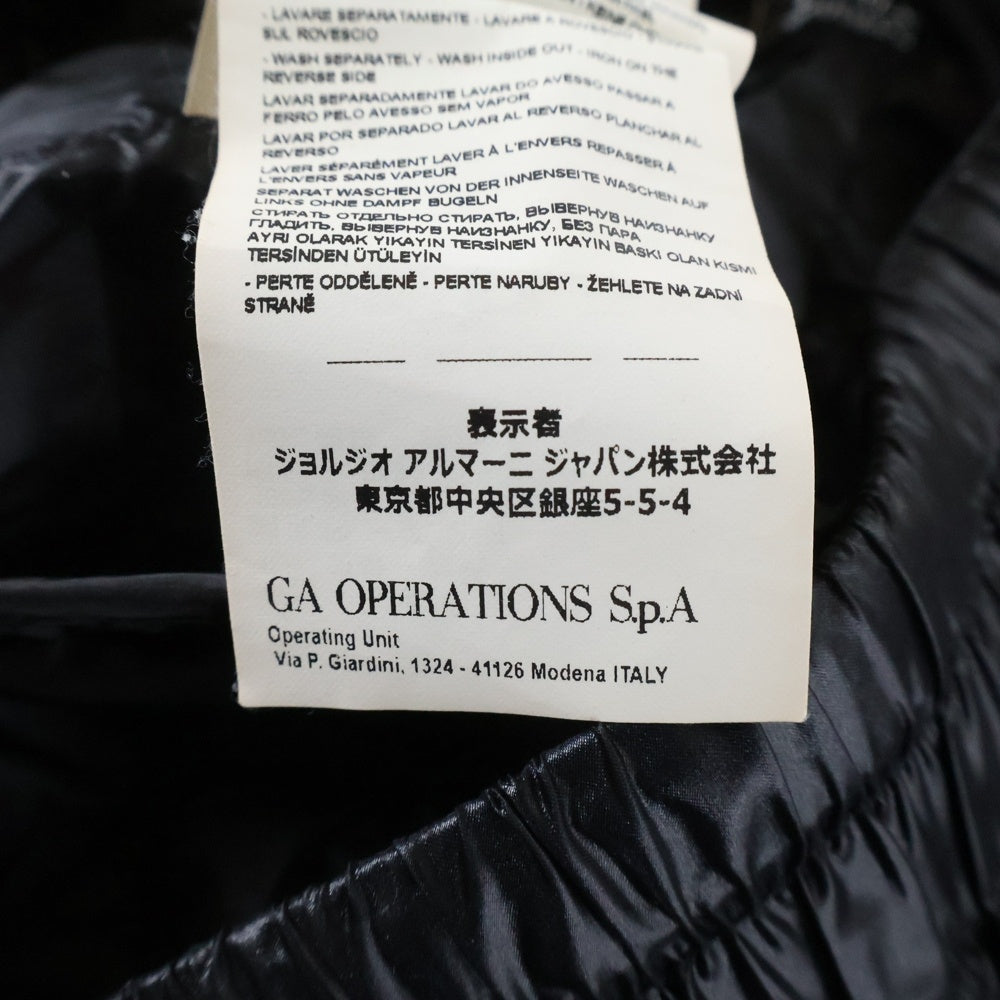 - LAVARE SEPARATAMENTE - LAVARE A ROVESCIO
SUL ROVESCIO
- WASH SEPARATELY - WASH INSIDE OUT - IRON ON THE
REVERSE SIDE
LAVAR SEPARADAMENTE LAVAR DO AVESSO PASSAR A
FERRO PELO AVESSO SEM VAPOR
LAVAR POR SEPARADO LAVAR AL REVERSO PLANCHAR AL
REVERSO
LAVER SÉPARÉMENT LAVER À L'ENVERS REPASSER À
L'ENVERS SANS VAPEUR
SEPARAT WASCHEN VON DER INNENSEITE WASCHEN AUF
LINKS OHNE DAMPF BUGELN
СТИРАТЬ ОТДЕЛЬНО СТИРАТЬ, ВЫВЕРНУВ НАИЗНАНКУ
ГЛАДИТЬ, ВЫВЕРНУВ НАИЗНАНКУ, БЕЗ ПАРА
AYRI OLARAK YIKAYIN TERSİNEN YIKAYIN BASKI OLAN KISMI
TERSİNDEN ÜTÜLEYİN
- PERTE ODDĚLENĚ - PERTE NARUBY - ŽEHLETE NA ZADNÍ
STRANĚ
表示者
ジョルジオ アルマーニ ジャパン株式会社
東京都中央区銀座5-5-4
GA OPERATIONS S.p.A
Operating Unit
Via P. Giardini, 1324 - 41126 Modena ITALY